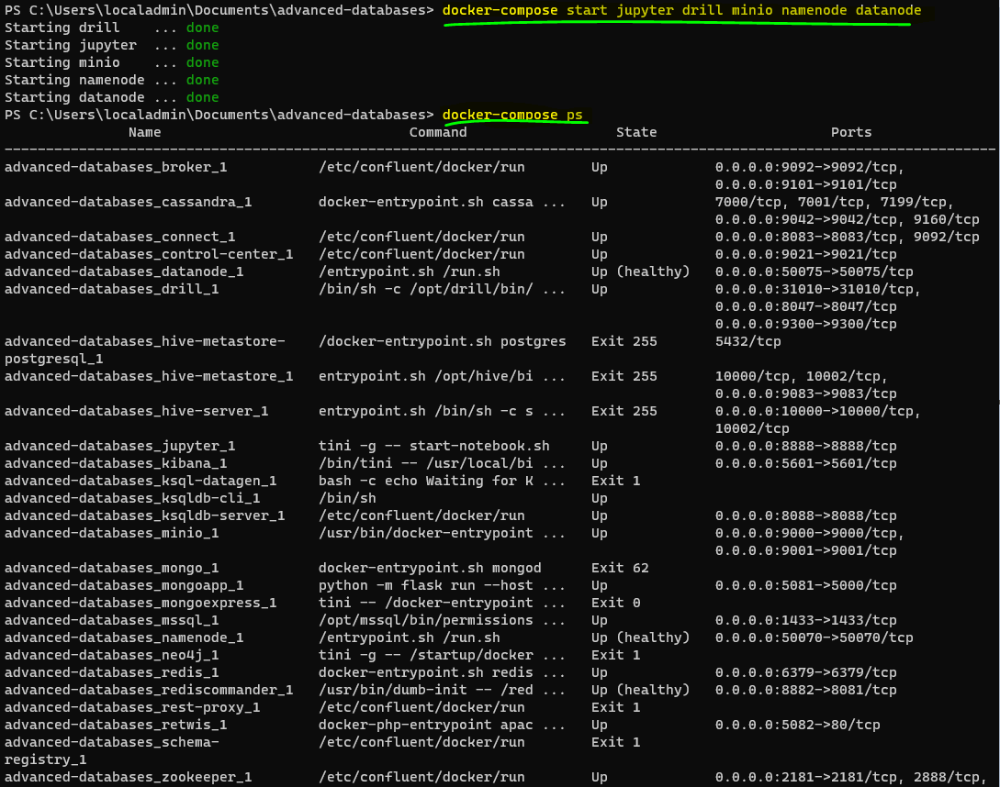 PS C:\Users\localadmin\Documents\advanced-databases> docker-compose start jupyter drill minio namenode datanode
Starting drill    ... done
Starting jupyter  ... done
Starting minio    ... done
Starting namenode ... done
Starting datanode ... done
PS C:\Users\localadmin\Documents\advanced-databases> docker-compose ps
Name Command State Ports
------------------------------------------------------------------------------------------------------------------------
advanced-databases_broker_1 /etc/confluent/docker/run Up 0.0.0.0:9092->9092/tcp,
0.0.0.0:9101->9101/tcp
advanced-databases_cassandra_1 docker-entrypoint.sh cassa ... Up 7000/tcp, 7001/tcp, 7199/tcp,
0.0.0.0:9042->9042/tcp, 9160/tcp
advanced-databases_connect_1 /etc/confluent/docker/run Up 0.0.0.0:8083->8083/tcp, 9092/tcp
advanced-databases_control-center_1 /etc/confluent/docker/run Up 0.0.0.0:9021->9021/tcp
advanced-databases_datanode_1 /entrypoint.sh /run.sh Up (healthy) 0.0.0.0:50075->50075/tcp
advanced-databases_drill_1 /bin/sh -c /opt/drill/bin/ ... Up 0.0.0.0:31010->31010/tcp,
0.0.0.0:8047->8047/tcp
0.0.0.0:9300->9300/tcp
advanced-databases_hive-metastore- /docker-entrypoint.sh postgres Exit 255 5432/tcp
postgresql_1
advanced-databases_hive-metastore_1 entrypoint.sh /opt/hive/bi ... Exit 255 10000/tcp, 10002/tcp,
0.0.0.0:9083->9083/tcp
advanced-databases_hive-server_1 entrypoint.sh /bin/sh -c s ... Exit 255 0.0.0.0:10000->10000/tcp,
10002/tcp
advanced-databases_jupyter_1 tini -g -- start-notebook.sh Up 0.0.0.0:8888->8888/tcp
advanced-databases_kibana_1 /bin/tini -- /usr/local/bi ... Up 0.0.0.0:5601->5601/tcp
advanced-databases_ksql-datagen_1 bash -c echo Waiting for K ... Exit 1
advanced-databases_ksqldb-cli_1 /bin/sh Up
advanced-databases_ksqldb-server_1 /etc/confluent/docker/run Up 0.0.0.0:8088->8088/tcp
advanced-databases_minio_1 /usr/bin/docker-entrypoint ... Up 0.0.0.0:9000->9000/tcp,
0.0.0.0:9001->9001/tcp
advanced-databases_mongo_1 docker-entrypoint.sh mongod Exit 62
advanced-databases_mongoapp_1 python -m flask run --host ... Up 0.0.0.0:5081->5000/tcp
advanced-databases_mongoexpress_1 tini -- /docker-entrypoint ... Exit 0
advanced-databases_mssql_1 /opt/mssql/bin/permissions ... Up 0.0.0.0:1433->1433/tcp
advanced-databases_namenode_1 /entrypoint.sh /run.sh Up (healthy) 0.0.0.0:50070->50070/tcp
advanced-databases_neo4j_1 tini -g -- /startup/docker ... Exit 1
advanced-databases_redis_1 docker-entrypoint.sh redis ... Up 0.0.0.0:6379->6379/tcp
advanced-databases_rediscommander_1 /usr/bin/dumb-init -- /red ... Up (healthy) 0.0.0.0:8882->8081/tcp
advanced-databases_rest-proxy_1 /etc/confluent/docker/run Exit 1
advanced-databases_retwis_1 docker-php-entrypoint apac ... Up 0.0.0.0:5082->80/tcp
advanced-databases_schema- /etc/confluent/docker/run Exit 1
registry_1
advanced-databases_zookeeper_1 /etc/confluent/docker/run Up 0.0.0.0:2181->2181/tcp, 2888/tcp,